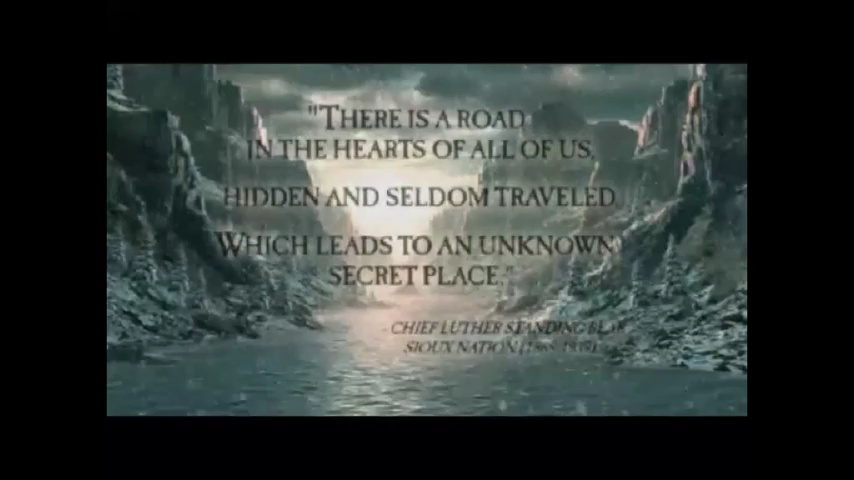 "THERE IS A ROAD
IN THE HEARTS OF ALL OF US,
HIDDEN AND SELDOM TRAVELED,
WHICH LEADS TO AN UNKNOWN,
SECRET PLACE."
- CHIEF LUTHER STANDING BEAR
SIOUX NATION